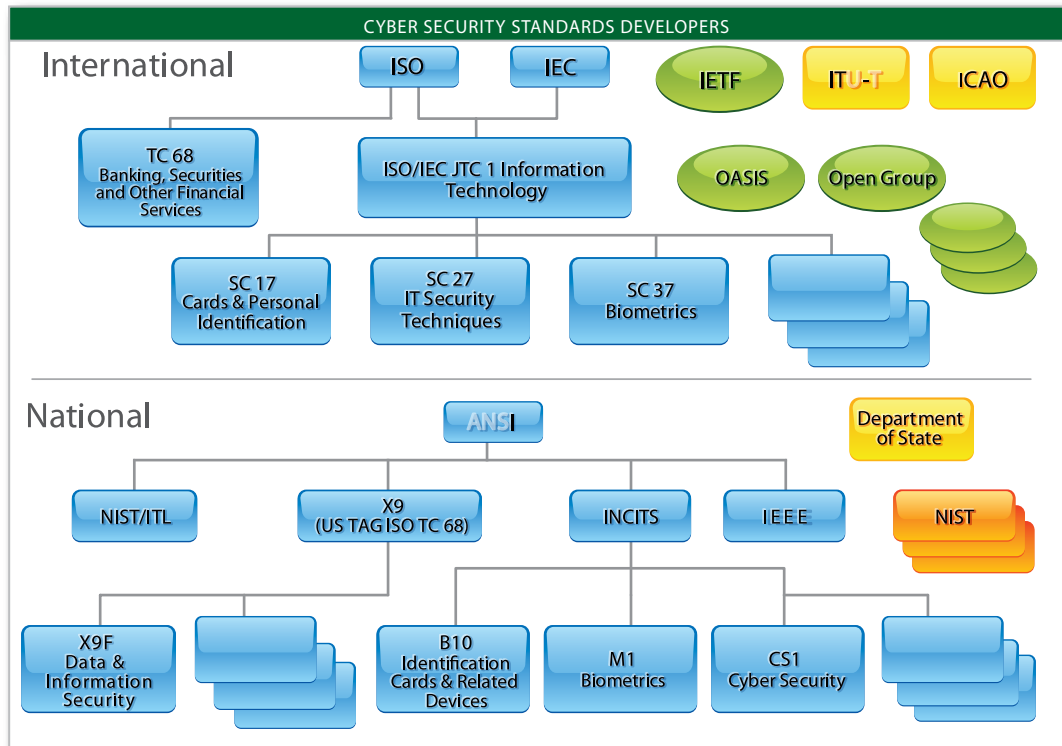 CYBER SECURITY STANDARDS DEVELOPERS
International
ISO
IEC
IETF
ITU-T
ICAO
TC 68
Banking, Securities
and Other Financial
Services
ISO/IEC JTC 1 Information
Technology
OASIS
Open Group
SC 17
Cards & Personal
Identification
SC 27
IT Security
Techniques
SC 37
Biometrics
National
ANSI
Department
of State
NIST/ITL
X9
(US TAG ISO TC 68)
INCITS
IEEE
NIST
X9F
Data &
Information
Security
B10
Identification
Cards & Related
Devices
M1
Biometrics
CS1
Cyber Security